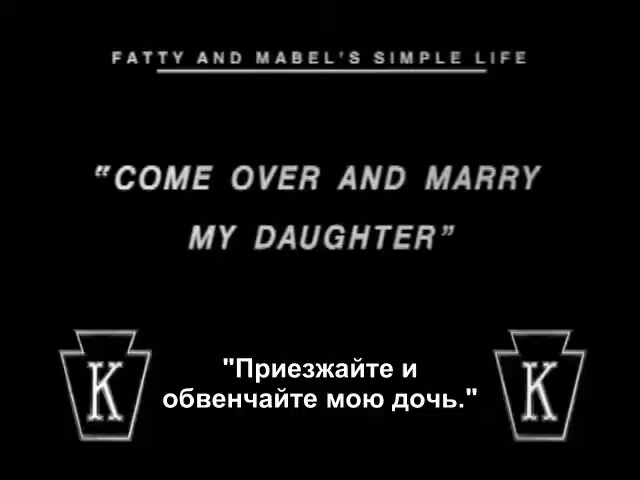 FATTY AND MABEL'S SIMPLE LIFE
"COME OVER AND MARRY
MY DAUGHTER"
K K
"Приезжайте и
обвенчайте мою дочь."